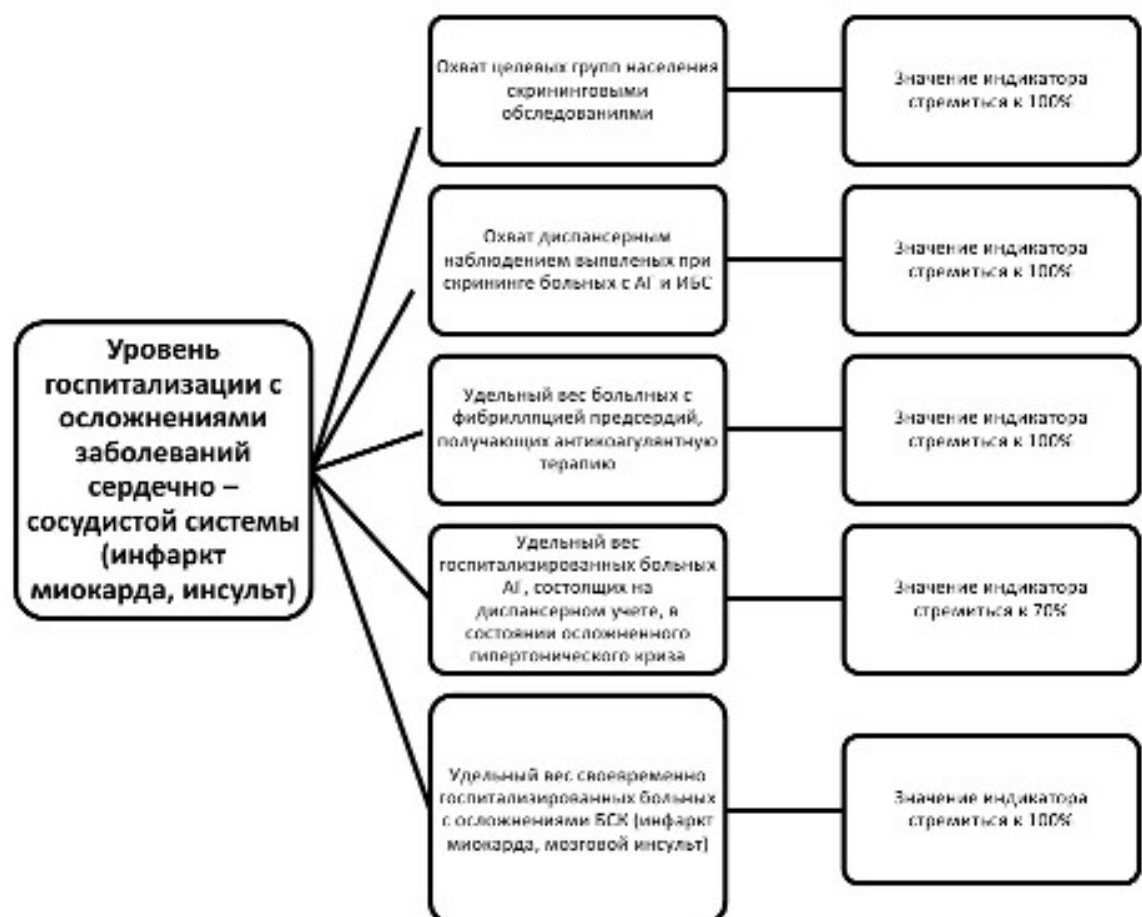 Охват целевых групп населения
скрининговыми
обследованиями
Значение индикатора
стремиться к 100%
Охват диспансерным
наблюдением выявленых при
скрининге больных с АГ и ИБС
Значение индикатора
стремиться к 100%
Уровень
госпитализации с
осложнениями
заболеваний
сердечно –
сосудистой системы
(инфаркт
миокарда, инсульт)
Удельный вес больлных с
фибрилляцией предсердий,
получающих антикоагулянтную
терапию
Значение индикатора
стремиться к 100%
Удельный вес
госпитализированных больных
АГ, состоящих на
диспансерном учете, в
состоянии осложненного
гипертонического криза
Значение индикатора
стремиться к 70%
Удельный вес своевременно
госпитализированных больных
с осложнениями БСК (инфаркт
миокарда, мозговой инсульт)
Значение индикатора
стремиться к 100%